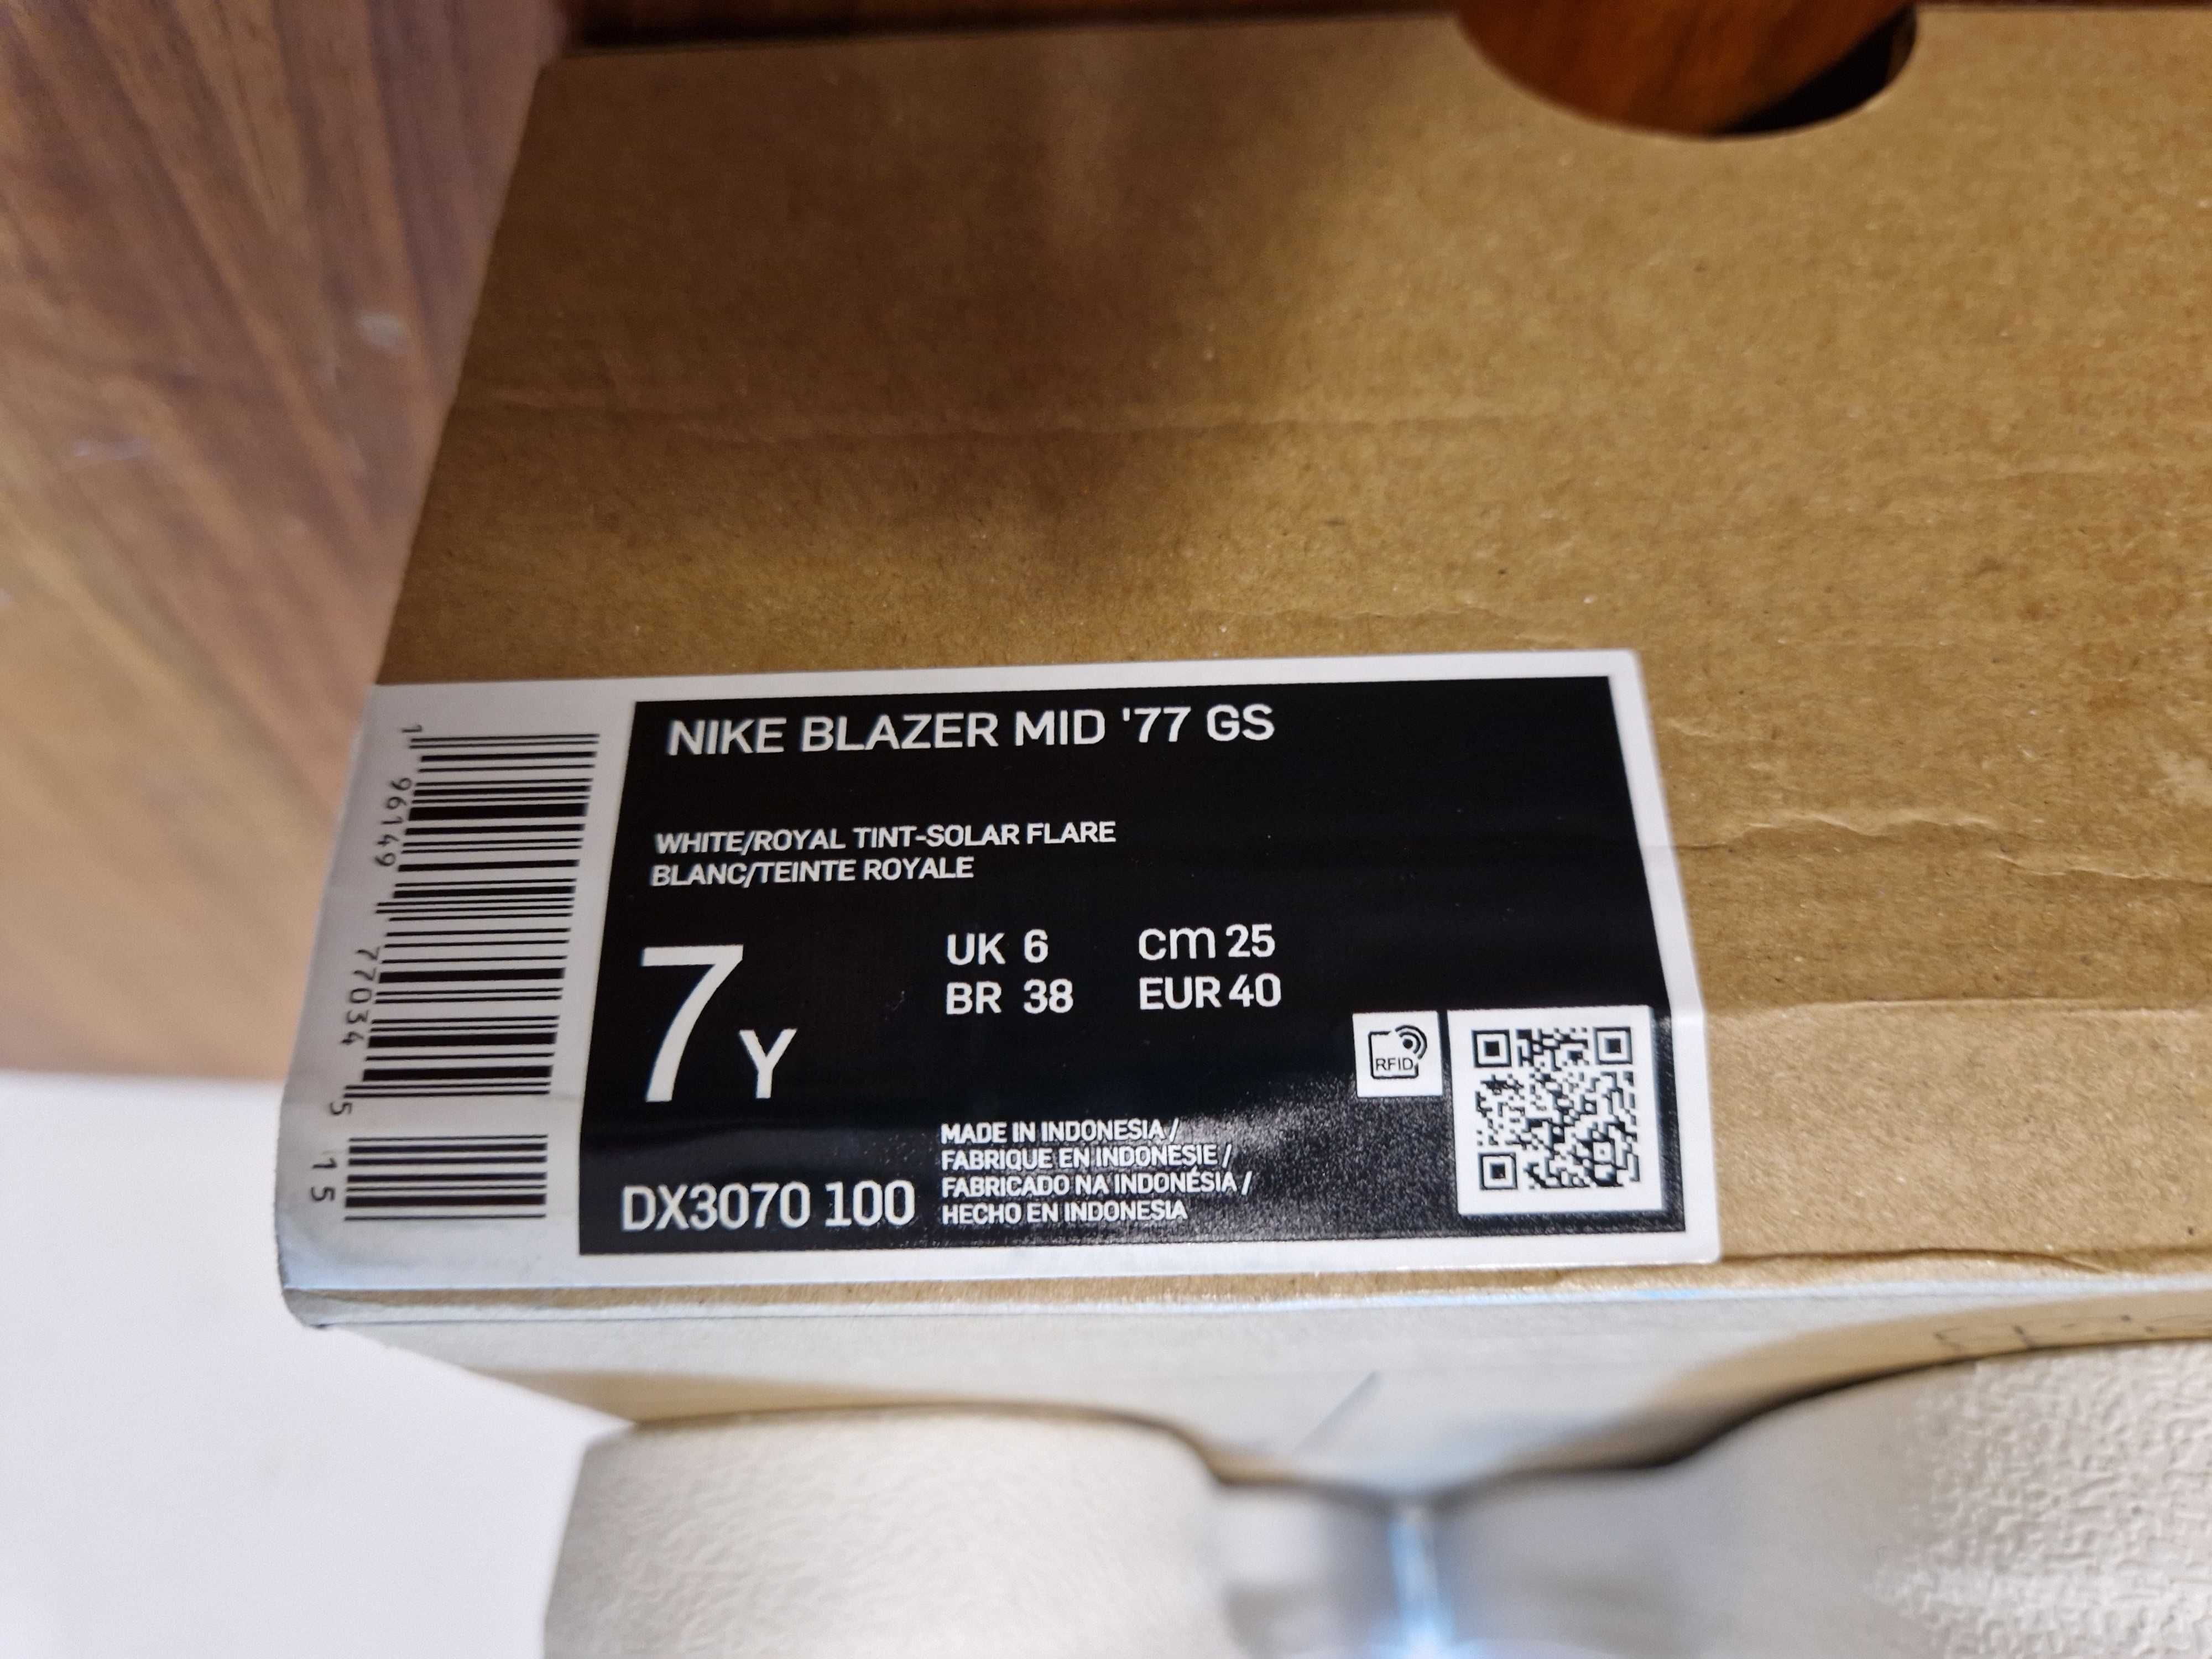 NIKE BLAZER MID '77 GS
WHITE/ROYAL TINT-SOLAR FLARE
BLANC/TEINTE ROYALE
7Y
UK 6 cm 25
BR 38 EUR 40
RFID
MADE IN INDONESIA /
FABRIQUE EN INDONESIE /
FABRICADO NA INDONÉSIA /
HECHO EN INDONESIA
DX3070 100
1 96149 77034 5 15